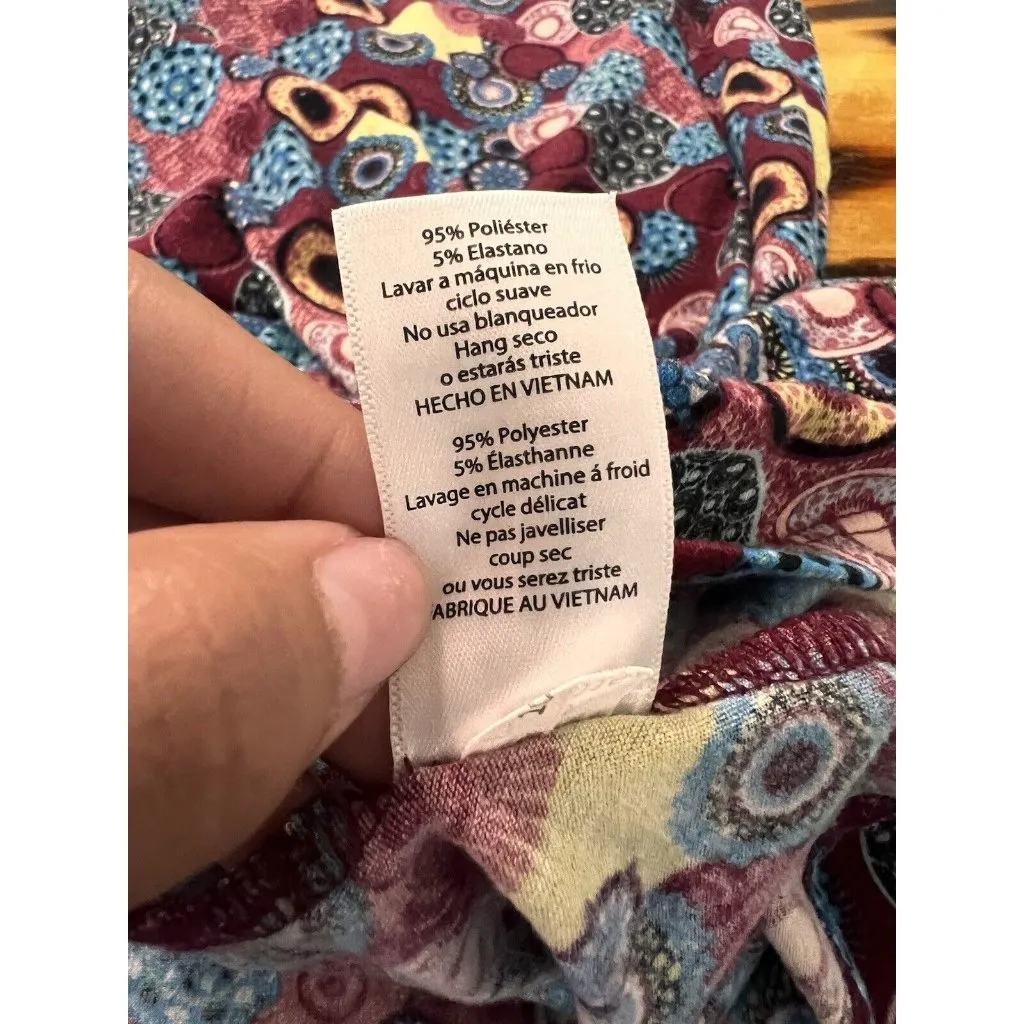 95% Poliéster
5% Elastano
Lavar a máquina en frio
ciclo suave
No usa blanqueador
Hang seco
o estarás triste
HECHO EN VIETNAM
95% Polyester
5% Élasthanne
Lavage en machine á froid
cycle délicat
Ne pas javelliser
coup sec
ou vous serez triste
ABRIQUE AU VIETNAM